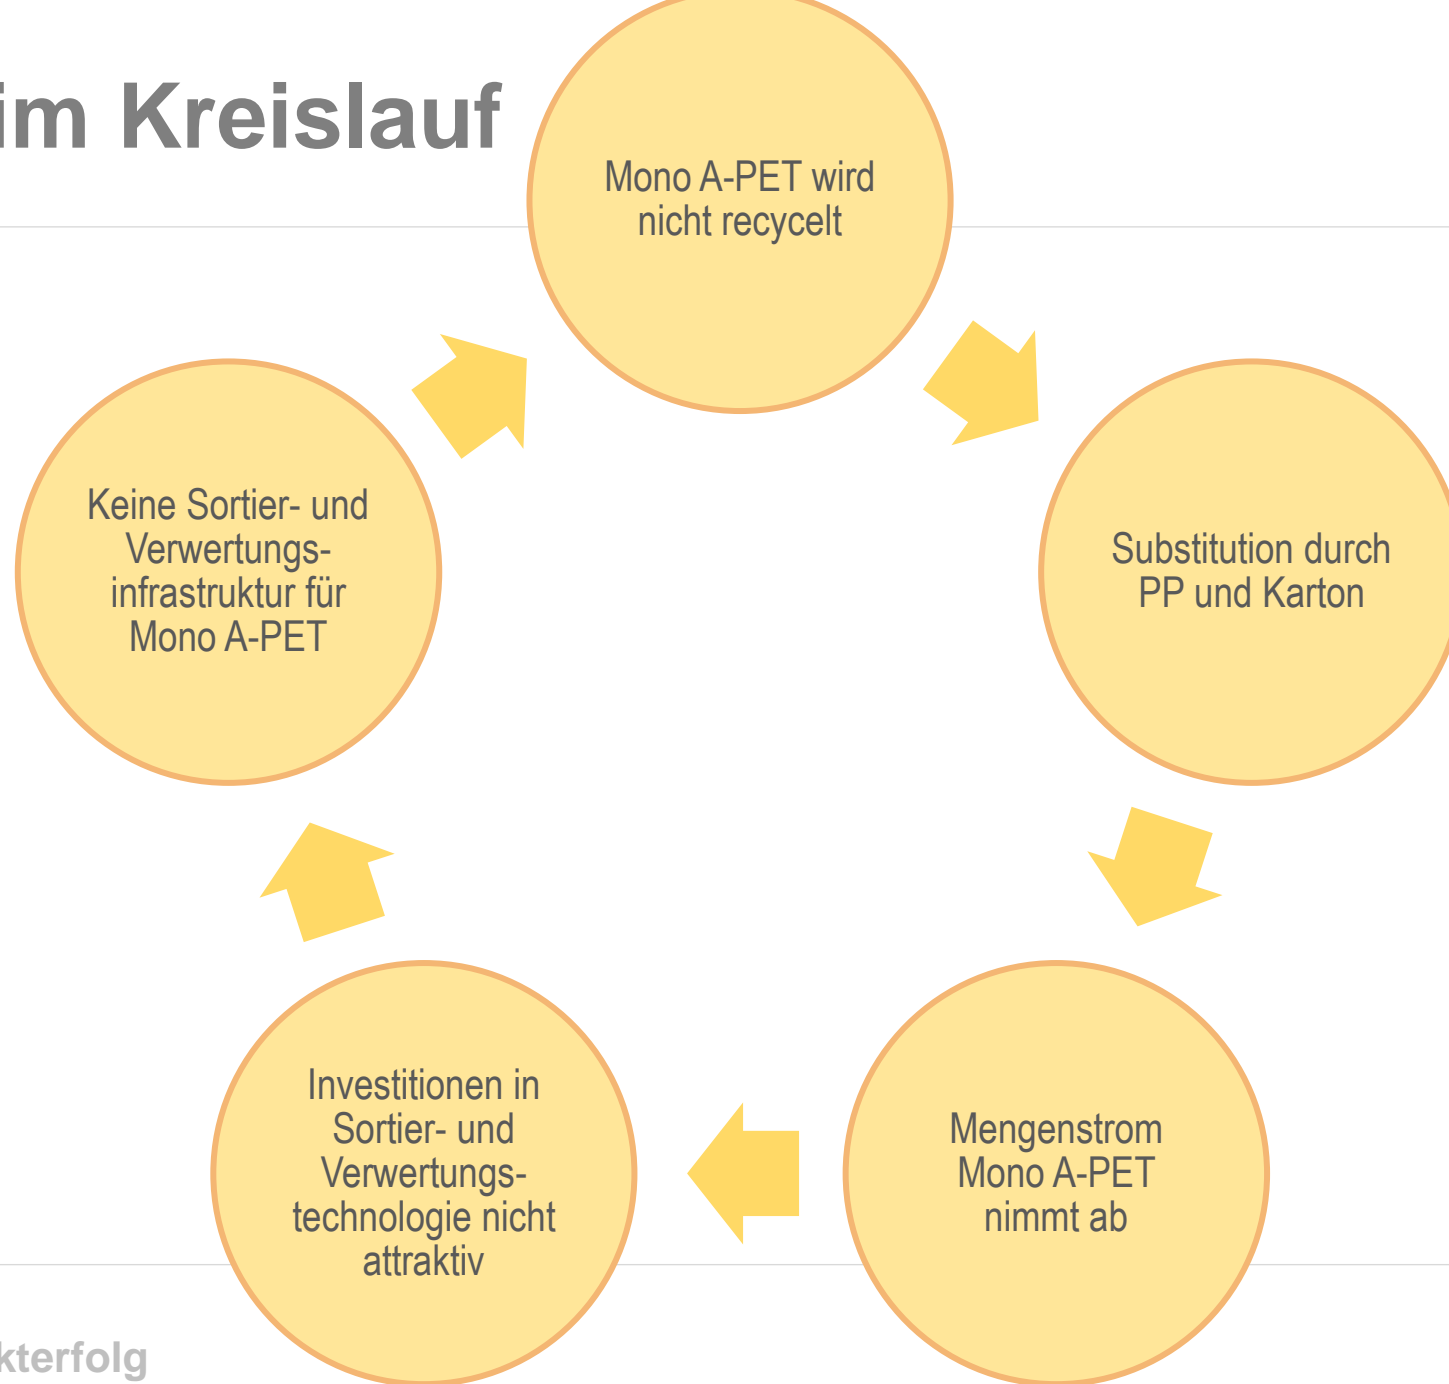 im Kreislauf
Mono A-PET wird
nicht recycelt
Substitution durch
PP und Karton
Mengenstrom
Mono A-PET
nimmt ab
Investitionen in
Sortier- und
Verwertungs-
technologie nicht
attraktiv
Keine Sortier- und
Verwertungs-
infrastruktur für
Mono A-PET
kterfolg